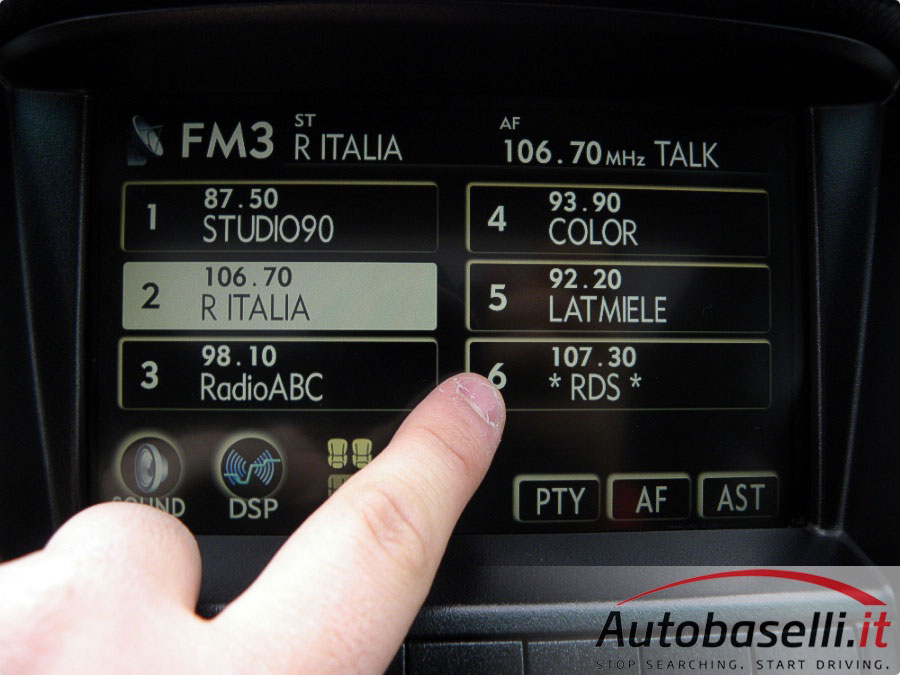 FM3 ST R ITALIA AF 106.70 MHz TALK
1 87.50 STUDIO90
2 106.70 R ITALIA
3 98.10 RadioABC
4 93.90 COLOR
5 92.20 LATMIELE
6 107.30 * RDS *
SOUND DSP
PTY AF AST
Autobaselli.it
STOP SEARCHING. START DRIVING.